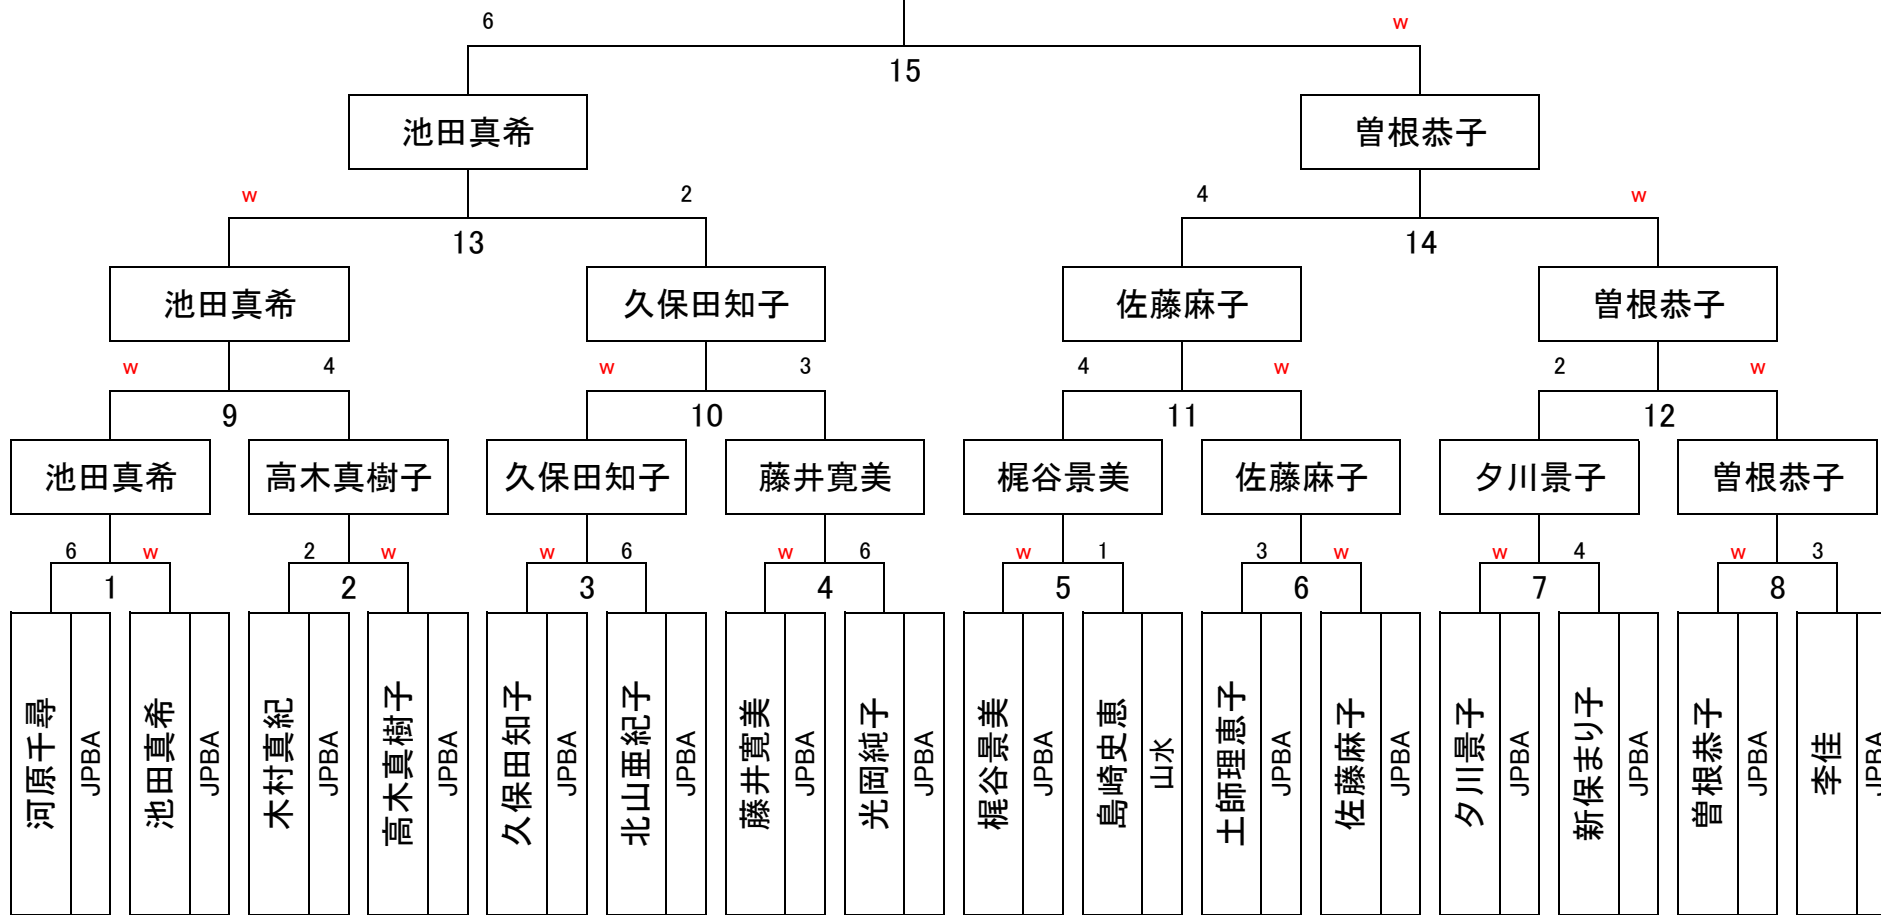 6 w
15
池田真希 曽根恭子
w 2 4 w
13 14
池田真希 久保田知子 佐藤麻子 曽根恭子
w 4 w 3 4 w 2 w
9 10 11 12
池田真希 高木真樹子 久保田知子 藤井寛美 梶谷景美 佐藤麻子 夕川景子 曽根恭子
6 w 2 w w 6 w 6 w 1 3 w w 4 w 3
1 2 3 4 5 6 7 8
河原千尋
JPBA
池田真希
JPBA
木村真紀
JPBA
高木真樹子
JPBA
久保田知子
JPBA
北山亜紀子
JPBA
藤井寛美
JPBA
光岡純子
JPBA
梶谷景美
JPBA
島崎史恵
山水
土師理恵子
JPBA
佐藤麻子
JPBA
夕川景子
JPBA
新保まり子
JPBA
曽根恭子
JPBA
李佳
JPBA